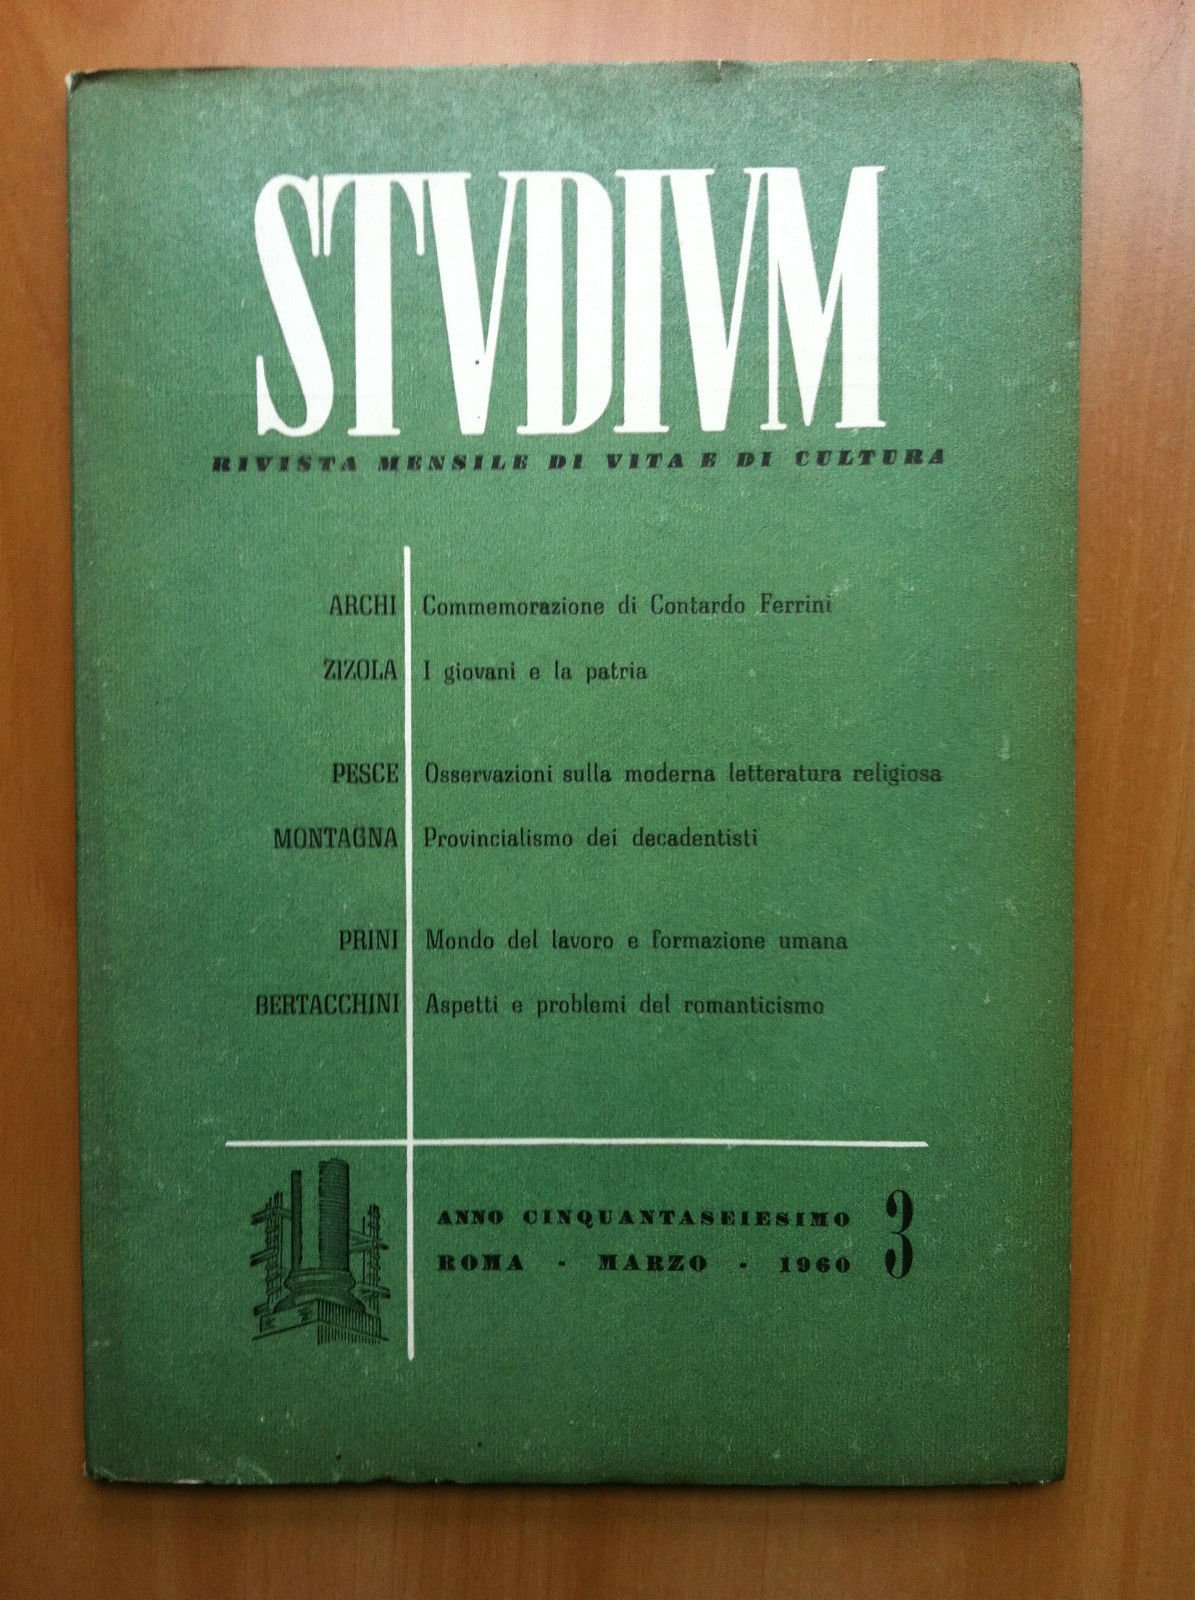 STVDIVM
RIVISTA MENSILE DI VITA E DI CULTURA
ARCHI Commemorazione di Contardo Ferrini
ZIZOLA I giovani e la patria
PESCE Osservazioni sulla moderna letteratura religiosa
MONTAGNA Provincialismo dei decadentisti
PRINI Mondo del lavoro e formazione umana
BERTACCHINI Aspetti e problemi del romanticismo
ANNO CINQUANTASEIESIMO 3
ROMA - MARZO - 1960